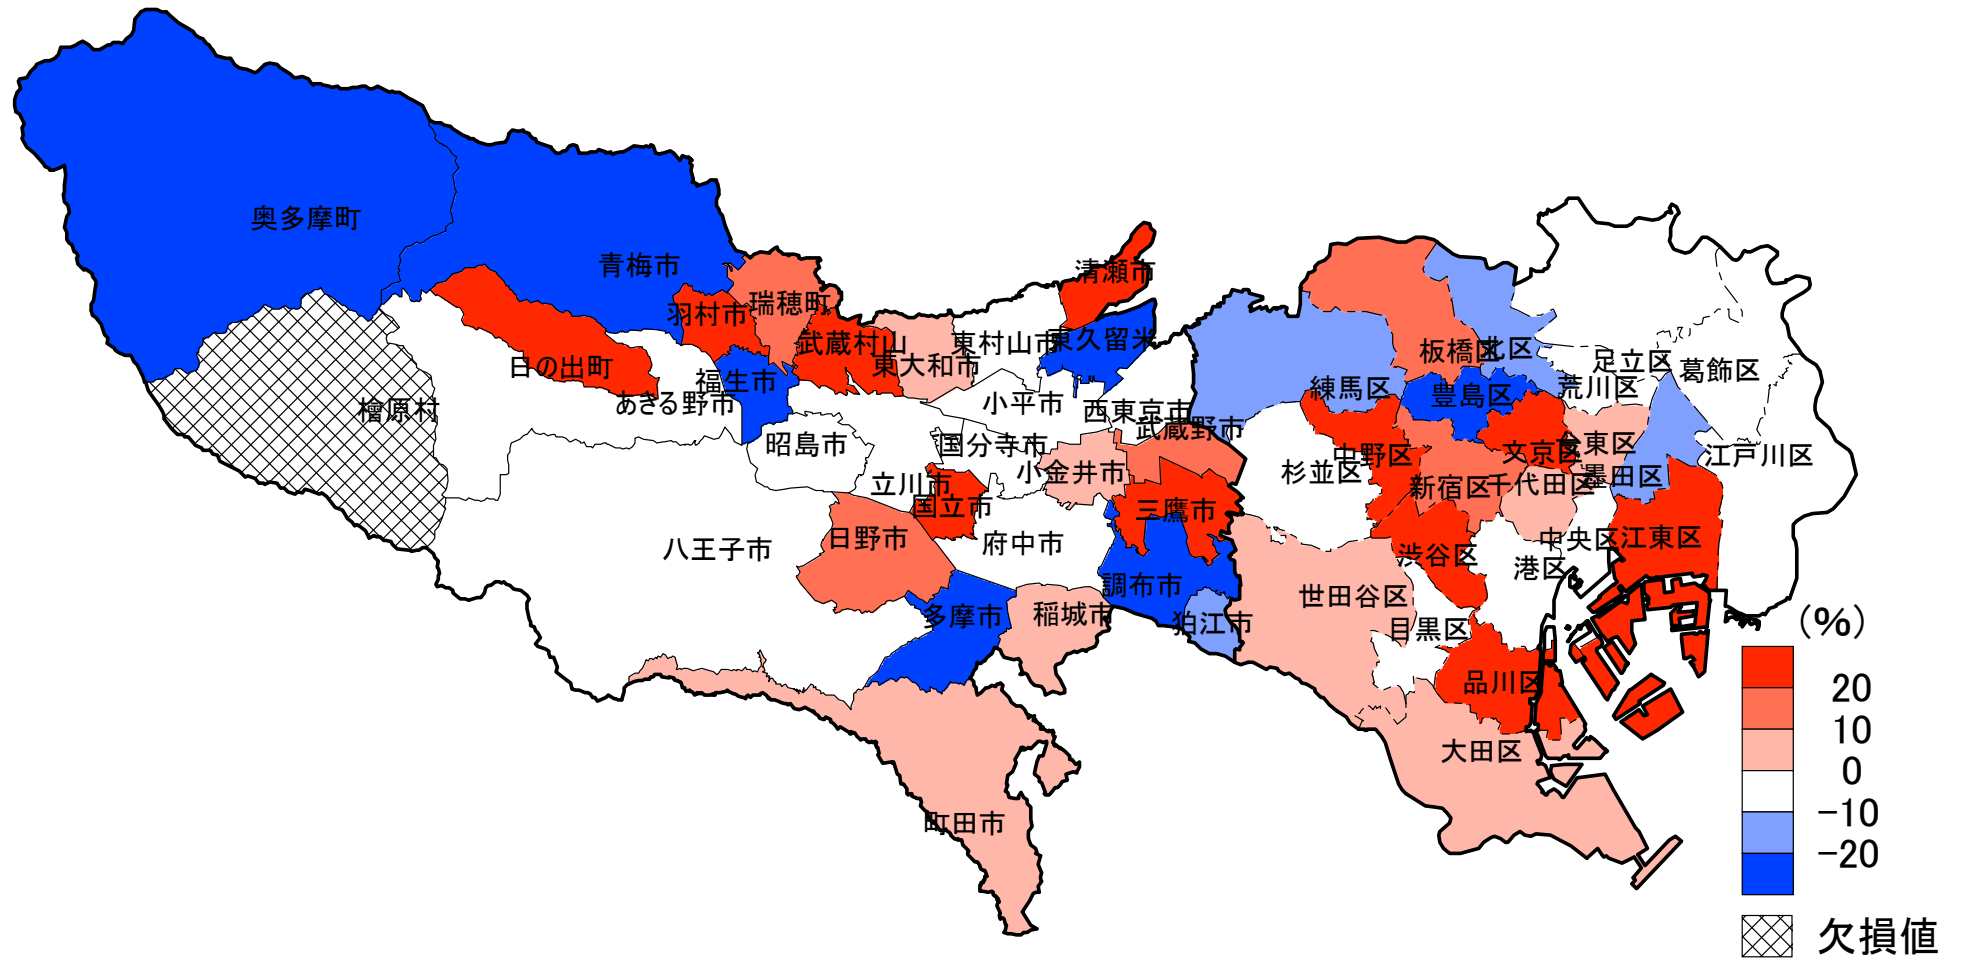 奥多摩町
青梅市
羽村市
瑞穂町
清瀬市
日の出町
福生市
武蔵村山
東大和市
東村山市
東久留米
檜原村
あきる野市
昭島市
小平市
西東京市
武蔵野市
国分寺市
小金井市
立川市
国立市
三鷹市
八王子市
日野市
府中市
調布市
狛江市
多摩市
稲城市
町田市
板橋区
北区
足立区
葛飾区
荒川区
練馬区
豊島区
中野区
杉並区
文京区
台東区
墨田区
江戸川区
新宿区
千代田区
渋谷区
中央区
江東区
港区
世田谷区
目黒区
品川区
大田区
(%)
20
10
0
-10
-20
欠損値